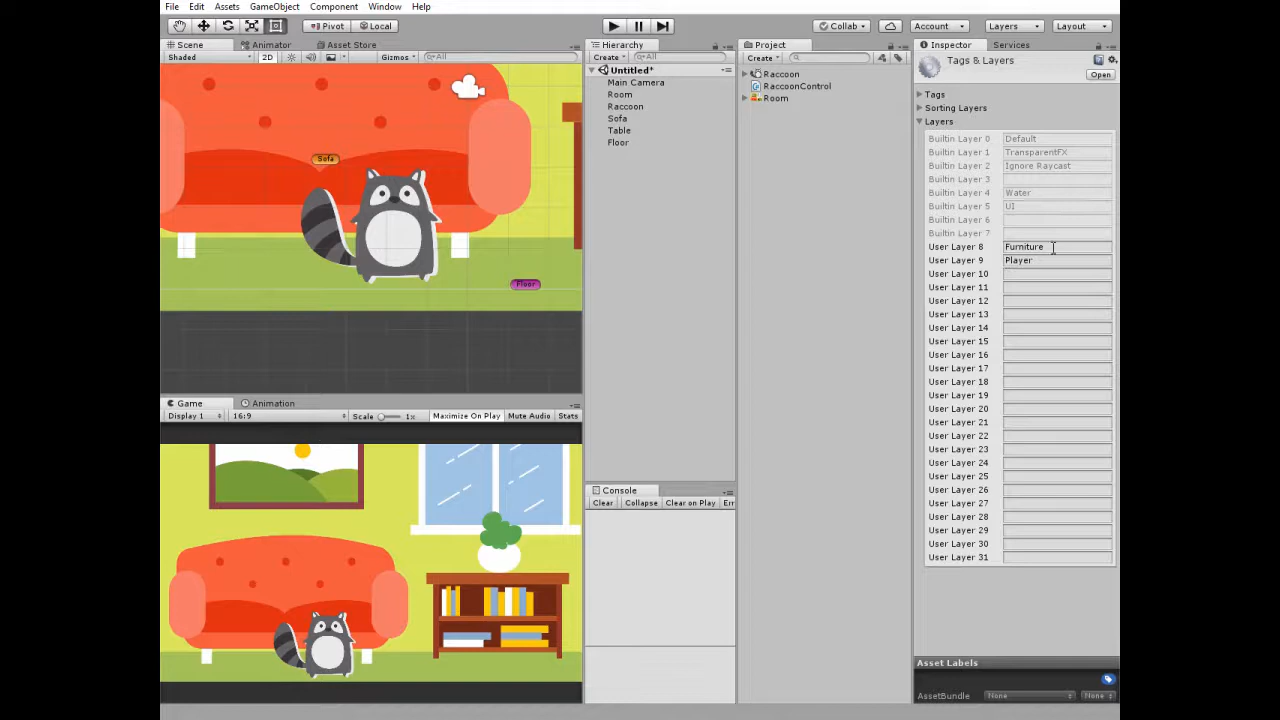 File Edit Assets GameObject Component Window Help
Pivot Local Collab Account Layers Layout
Scene Animator Asset Store Hierarchy Project Inspector Services
Shaded 2D Gizmos All Create All Create
Tags & Layers
Open
Untitled*
Main Camera
Room
Raccoon
Sofa
Table
Floor
Raccoon
RaccoonControl
Room
Tags
Sorting Layers
Layers
Builtin Layer 0 Default
Builtin Layer 1 TransparentFX
Builtin Layer 2 Ignore Raycast
Builtin Layer 3
Builtin Layer 4 Water
Builtin Layer 5 UI
Builtin Layer 6
Builtin Layer 7
User Layer 8 Furniture
User Layer 9 Player
User Layer 10
User Layer 11
User Layer 12
User Layer 13
User Layer 14
User Layer 15
User Layer 16
User Layer 17
User Layer 18
User Layer 19
User Layer 20
User Layer 21
User Layer 22
User Layer 23
User Layer 24
User Layer 25
User Layer 26
User Layer 27
User Layer 28
User Layer 29
User Layer 30
User Layer 31
Sofa
Floor
Game Animation
Display 1 16:9 Scale 1x Maximize On Play Mute Audio Stats
Console
Clear Collapse Clear on Play Err
Asset Labels
AssetBundle None None